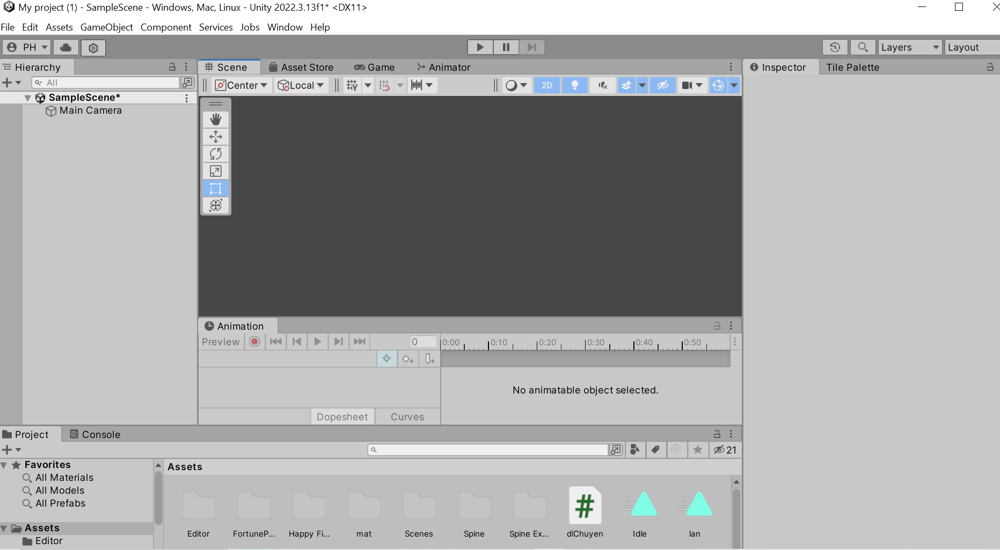 My project (1) - SampleScene - Windows, Mac, Linux - Unity 2022.3.13f1* <DX11>
File Edit Assets GameObject Component Services Jobs Window Help
PH Layers Layout
Hierarchy Scene Asset Store Game Animator Inspector Tile Palette
All Center Local 2D
SampleScene*
Main Camera
Animation
Preview 0 0:00 0:10 0:20 0:30 0:40 0:50
No animatable object selected.
Dopesheet Curves
Project Console
21
Favorites
All Materials
All Models
All Prefabs
Assets
Editor
Assets
Editor FortuneP... Happy Fi... mat Scenes Spine Spine Ex... diChuyen Idle lan